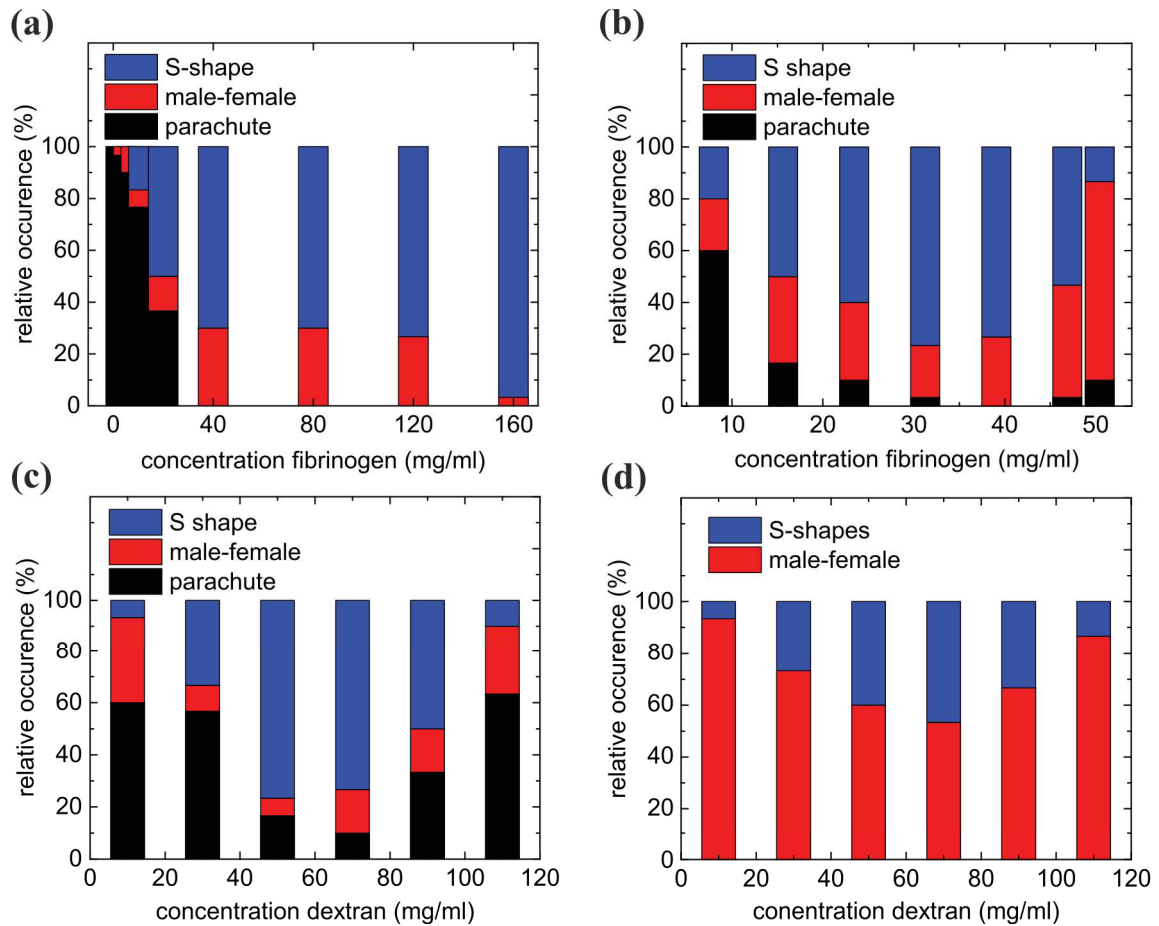 (a)
S-shape
male-female
parachute
relative occurence (%)
100
80
60
40
20
0
0 40 80 120 160
concentration fibrinogen (mg/ml)
(b)
S shape
male-female
parachute
relative occurence (%)
100
80
60
40
20
0
10 20 30 40 50
concentration fibrinogen (mg/ml)
(c)
S shape
male-female
parachute
relative occurence (%)
100
80
60
40
20
0
0 20 40 60 80 100 120
concentration dextran (mg/ml)
(d)
S-shapes
male-female
relative occurence (%)
100
80
60
40
20
0
0 20 40 60 80 100 120
conentration dextran (mg/ml)